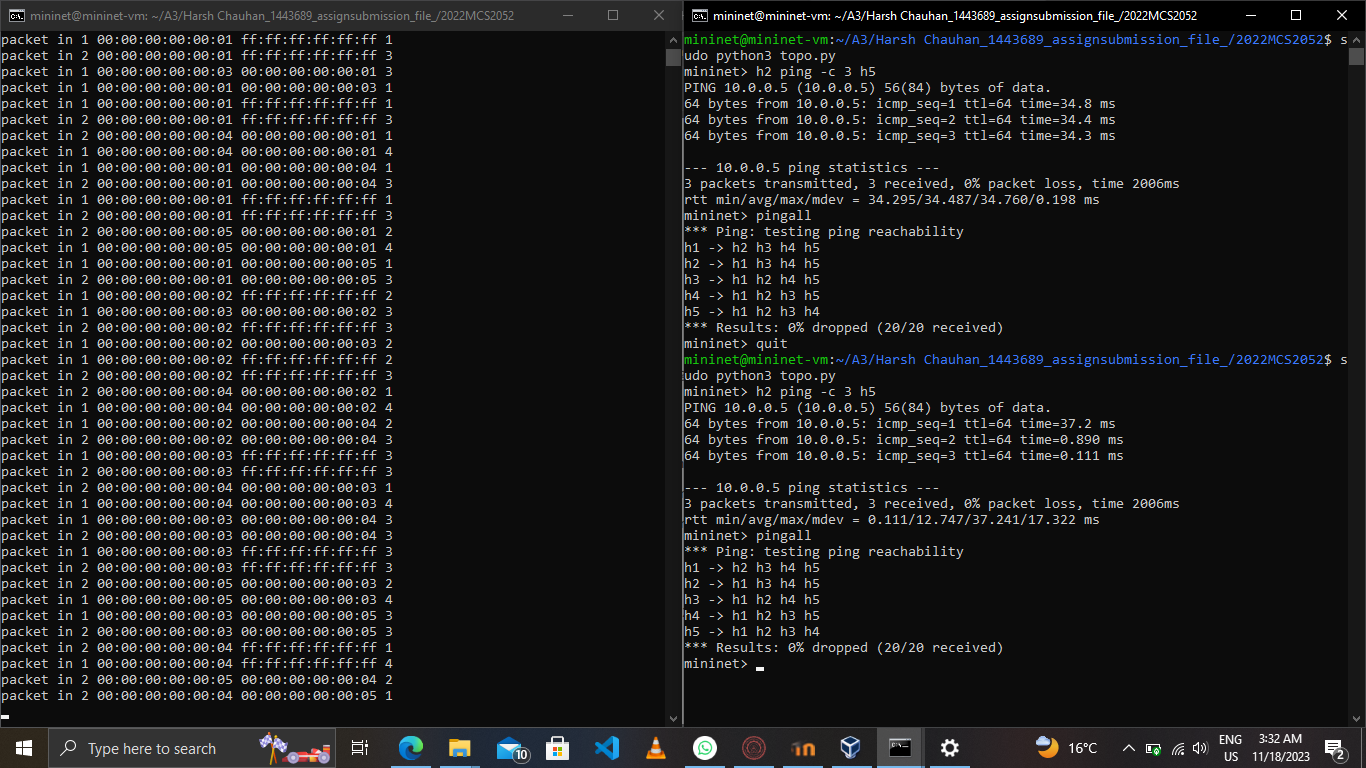 mininet@mininet-vm: ~/A3/Harsh Chauhan_1443689_assignsubmission_file_/2022MCS2052
packet in 1 00:00:00:00:00:01 ff:ff:ff:ff:ff:ff 1
packet in 2 00:00:00:00:00:01 ff:ff:ff:ff:ff:ff 3
packet in 1 00:00:00:00:00:03 00:00:00:00:00:01 3
packet in 1 00:00:00:00:00:01 00:00:00:00:00:03 1
packet in 1 00:00:00:00:00:01 ff:ff:ff:ff:ff:ff 1
packet in 2 00:00:00:00:00:01 ff:ff:ff:ff:ff:ff 3
packet in 2 00:00:00:00:00:04 00:00:00:00:00:01 1
packet in 1 00:00:00:00:00:04 00:00:00:00:00:01 4
packet in 1 00:00:00:00:00:01 00:00:00:00:00:04 1
packet in 2 00:00:00:00:00:01 00:00:00:00:00:04 3
packet in 1 00:00:00:00:00:01 ff:ff:ff:ff:ff:ff 1
packet in 2 00:00:00:00:00:01 ff:ff:ff:ff:ff:ff 3
packet in 2 00:00:00:00:00:05 00:00:00:00:00:01 2
packet in 1 00:00:00:00:00:05 00:00:00:00:00:01 4
packet in 1 00:00:00:00:00:01 00:00:00:00:00:05 1
packet in 2 00:00:00:00:00:01 00:00:00:00:00:05 3
packet in 1 00:00:00:00:00:02 ff:ff:ff:ff:ff:ff 2
packet in 1 00:00:00:00:00:03 00:00:00:00:00:02 3
packet in 2 00:00:00:00:00:02 ff:ff:ff:ff:ff:ff 3
packet in 1 00:00:00:00:00:02 00:00:00:00:00:03 2
packet in 1 00:00:00:00:00:02 ff:ff:ff:ff:ff:ff 2
packet in 2 00:00:00:00:00:02 ff:ff:ff:ff:ff:ff 3
packet in 2 00:00:00:00:00:04 00:00:00:00:00:02 1
packet in 1 00:00:00:00:00:04 00:00:00:00:00:02 4
packet in 1 00:00:00:00:00:02 00:00:00:00:00:04 2
packet in 2 00:00:00:00:00:02 00:00:00:00:00:04 3
packet in 1 00:00:00:00:00:03 ff:ff:ff:ff:ff:ff 3
packet in 2 00:00:00:00:00:03 ff:ff:ff:ff:ff:ff 3
packet in 2 00:00:00:00:00:04 00:00:00:00:00:03 1
packet in 1 00:00:00:00:00:04 00:00:00:00:00:03 4
packet in 1 00:00:00:00:00:03 00:00:00:00:00:04 3
packet in 2 00:00:00:00:00:03 00:00:00:00:00:04 3
packet in 1 00:00:00:00:00:03 ff:ff:ff:ff:ff:ff 3
packet in 2 00:00:00:00:00:03 ff:ff:ff:ff:ff:ff 3
packet in 2 00:00:00:00:00:05 00:00:00:00:00:03 2
packet in 1 00:00:00:00:00:05 00:00:00:00:00:03 4
packet in 1 00:00:00:00:00:03 00:00:00:00:00:05 3
packet in 2 00:00:00:00:00:03 00:00:00:00:00:05 3
packet in 2 00:00:00:00:00:04 ff:ff:ff:ff:ff:ff 1
packet in 1 00:00:00:00:00:04 ff:ff:ff:ff:ff:ff 4
packet in 2 00:00:00:00:00:05 00:00:00:00:00:04 2
packet in 2 00:00:00:00:00:04 00:00:00:00:00:05 1
mininet@mininet-vm: ~/A3/Harsh Chauhan_1443689_assignsubmission_file_/2022MCS2052
mininet@mininet-vm:~/A3/Harsh Chauhan_1443689_assignsubmission_file_/2022MCS2052$ s
udo python3 topo.py
mininet> h2 ping -c 3 h5
PING 10.0.0.5 (10.0.0.5) 56(84) bytes of data.
64 bytes from 10.0.0.5: icmp_seq=1 ttl=64 time=34.8 ms
64 bytes from 10.0.0.5: icmp_seq=2 ttl=64 time=34.4 ms
64 bytes from 10.0.0.5: icmp_seq=3 ttl=64 time=34.3 ms
--- 10.0.0.5 ping statistics ---
3 packets transmitted, 3 received, 0% packet loss, time 2006ms
rtt min/avg/max/mdev = 34.295/34.487/34.760/0.198 ms
mininet> pingall
*** Ping: testing ping reachability
h1 -> h2 h3 h4 h5
h2 -> h1 h3 h4 h5
h3 -> h1 h2 h4 h5
h4 -> h1 h2 h3 h5
h5 -> h1 h2 h3 h4
*** Results: 0% dropped (20/20 received)
mininet> quit
mininet@mininet-vm:~/A3/Harsh Chauhan_1443689_assignsubmission_file_/2022MCS2052$ s
udo python3 topo.py
mininet> h2 ping -c 3 h5
PING 10.0.0.5 (10.0.0.5) 56(84) bytes of data.
64 bytes from 10.0.0.5: icmp_seq=1 ttl=64 time=37.2 ms
64 bytes from 10.0.0.5: icmp_seq=2 ttl=64 time=0.890 ms
64 bytes from 10.0.0.5: icmp_seq=3 ttl=64 time=0.111 ms
--- 10.0.0.5 ping statistics ---
3 packets transmitted, 3 received, 0% packet loss, time 2006ms
rtt min/avg/max/mdev = 0.111/12.747/37.241/17.322 ms
mininet> pingall
*** Ping: testing ping reachability
h1 -> h2 h3 h4 h5
h2 -> h1 h3 h4 h5
h3 -> h1 h2 h4 h5
h4 -> h1 h2 h3 h5
h5 -> h1 h2 h3 h4
*** Results: 0% dropped (20/20 received)
mininet>
Type here to search
10
in
16°C
ENG
US
3:32 AM
11/18/2023
2